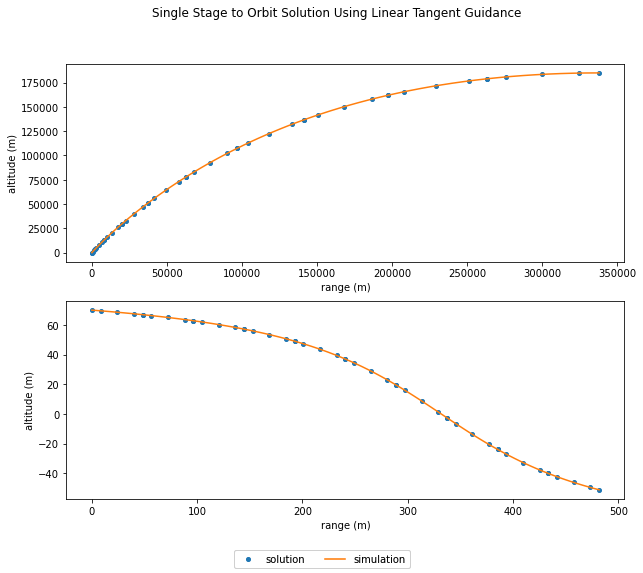 Single Stage to Orbit Solution Using Linear Tangent Guidance
175000
150000
125000
100000
75000
50000
25000
0
altitude (m)
0 50000 100000 150000 200000 250000 300000 350000
range (m)
60
40
20
0
−20
−40
altitude (m)
0 100 200 300 400 500
range (m)
solution simulation